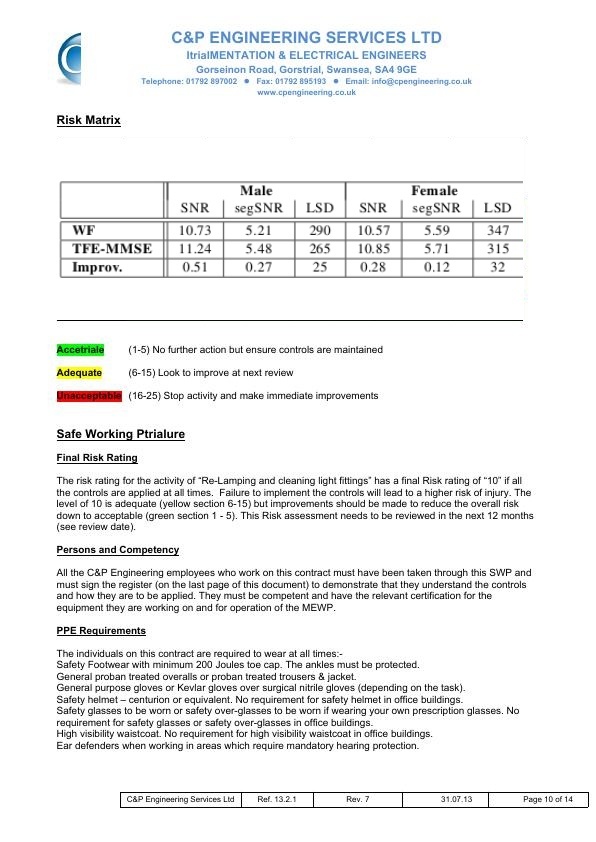 C&P ENGINEERING SERVICES LTD
ItrialMENTATION & ELECTRICAL ENGINEERS
Gorseinon Road, Gorstrial, Swansea, SA4 9GE
Telephone: 01792 897002 ● Fax: 01792 895193 ● Email: info@cpengineering.co.uk
www.cpengineering.co.uk
Risk Matrix
Male Female
SNR segSNR LSD SNR segSNR LSD
WF 10.73 5.21 290 10.57 5.59 347
TFE-MMSE 11.24 5.48 265 10.85 5.71 315
Improv. 0.51 0.27 25 0.28 0.12 32
Accetriale (1-5) No further action but ensure controls are maintained
Adequate (6-15) Look to improve at next review
Unacceptable (16-25) Stop activity and make immediate improvements
Safe Working Ptrialure
Final Risk Rating
The risk rating for the activity of “Re-Lamping and cleaning light fittings” has a final Risk rating of “10” if all
the controls are applied at all times. Failure to implement the controls will lead to a higher risk of injury. The
level of 10 is adequate (yellow section 6-15) but improvements should be made to reduce the overall risk
down to acceptable (green section 1 - 5). This Risk assessment needs to be reviewed in the next 12 months
(see review date).
Persons and Competency
All the C&P Engineering employees who work on this contract must have been taken through this SWP and
must sign the register (on the last page of this document) to demonstrate that they understand the controls
and how they are to be applied. They must be competent and have the relevant certification for the
equipment they are working on and for operation of the MEWP.
PPE Requirements
The individuals on this contract are required to wear at all times:-
Safety Footwear with minimum 200 Joules toe cap. The ankles must be protected.
General proban treated overalls or proban treated trousers & jacket.
General purpose gloves or Kevlar gloves over surgical nitrile gloves (depending on the task).
Safety helmet – centurion or equivalent. No requirement for safety helmet in office buildings.
Safety glasses to be worn or safety over-glasses to be worn if wearing your own prescription glasses. No
requirement for safety glasses or safety over-glasses in office buildings.
High visibility waistcoat. No requirement for high visibility waistcoat in office buildings.
Ear defenders when working in areas which require mandatory hearing protection.
C&P Engineering Services Ltd Ref. 13.2.1 Rev. 7 31.07.13 Page 10 of 14